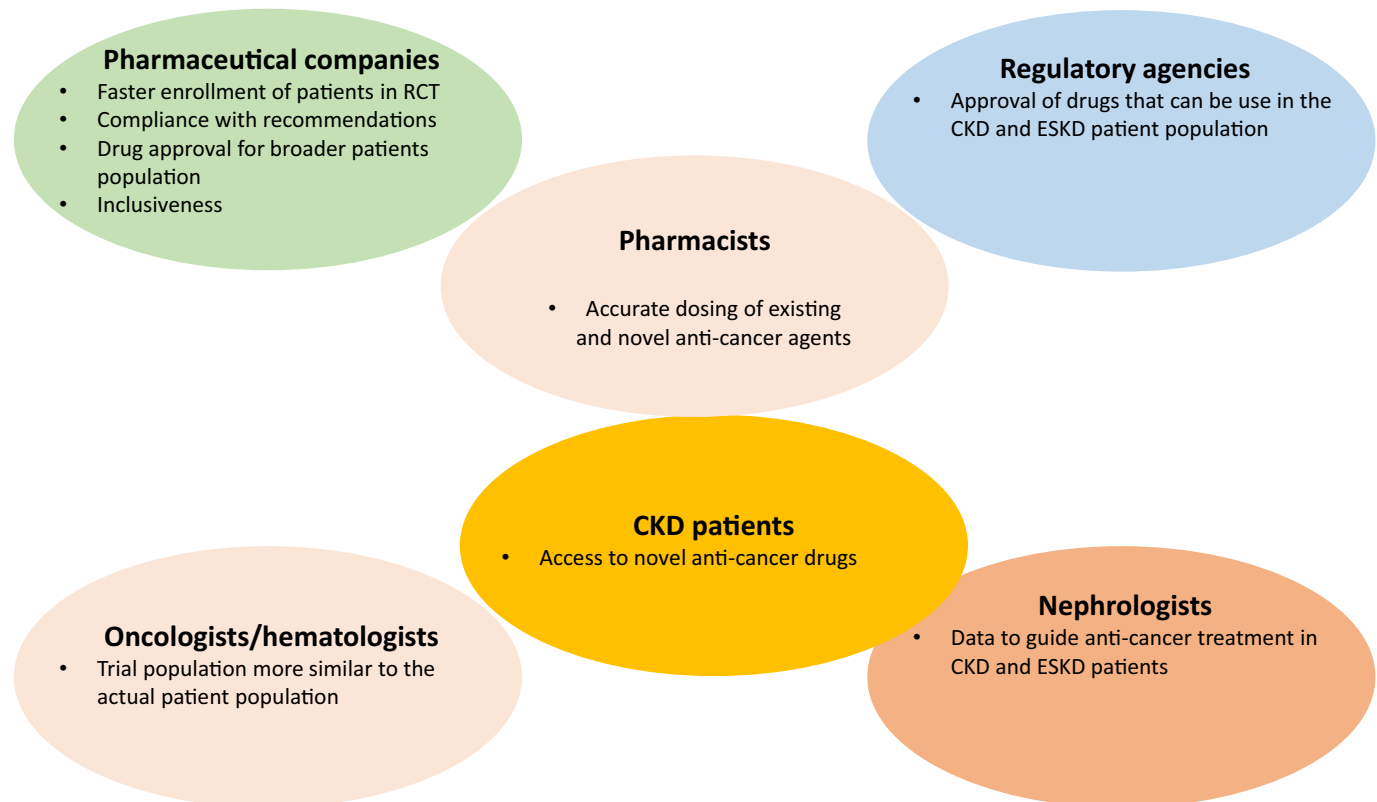 Pharmaceutical companies
• Faster enrollment of patients in RCT
• Compliance with recommendations
• Drug approval for broader patients
population
• Inclusiveness
Regulatory agencies
• Approval of drugs that can be use in the
CKD and ESKD patient population
Pharmacists
• Accurate dosing of existing
and novel anti-cancer agents
CKD patients
• Access to novel anti-cancer drugs
Oncologists/hematologists
• Trial population more similar to the
actual patient population
Nephrologists
• Data to guide anti-cancer treatment in
CKD and ESKD patients